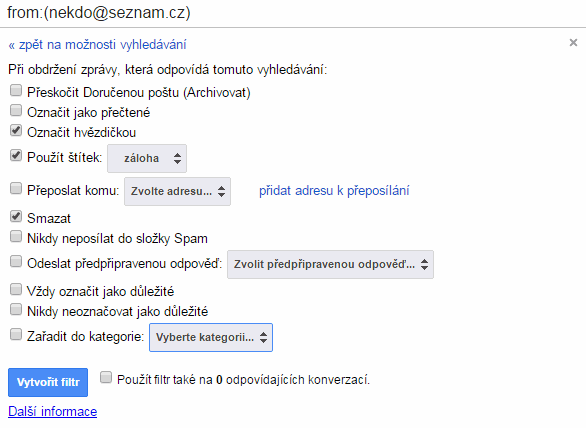 from:(nekdo@seznam.cz)
« zpět na možnosti vyhledávání
Při obdržení zprávy, která odpovídá tomuto vyhledávání:
Přeskočit Doručenou poštu (Archivovat)
Označit jako přečtené
Označit hvězdičkou
Použít štítek: záloha
Přeposlat komu: Zvolte adresu... přidat adresu k přeposílání
Smazat
Nikdy neposílat do složky Spam
Odeslat předpřipravenou odpověď: Zvolit předpřipravenou odpověď...
Vždy označit jako důležité
Nikdy neoznačovat jako důležité
Zařadit do kategorie: Vyberte kategorii...
Vytvořit filtr Použít filtr také na 0 odpovídajících konverzací.
Další informace